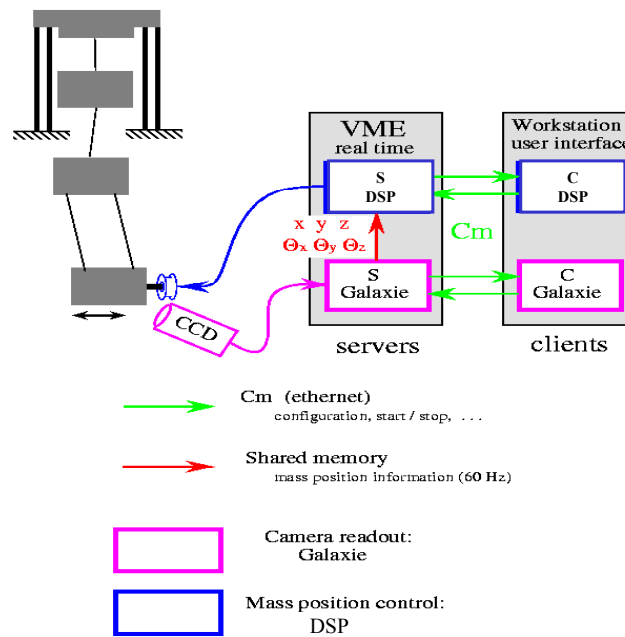 VME
real time
Workstation
user interface
S
DSP
C
DSP
x y z
Θx Θy Θz
Cm
S
Galaxie
C
Galaxie
CCD
servers
clients
Cm (ethernet)
configuration, start / stop, ...
Shared memory
mass position information (60 Hz)
Camera readout:
Galaxie
Mass position control:
DSP